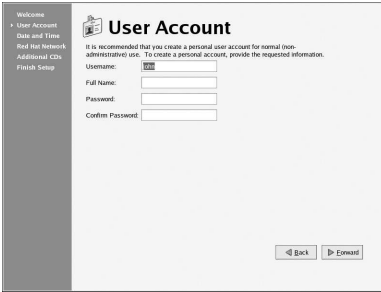 Welcome
User Account
Date and Time
Red Hat Network
Additional CDs
Finish Setup
User Account
It is recommended that you create a personal user account for normal (non-
administrative) use. To create a personal account, provide the requested information.
Username:
Full Name:
Password:
Confirm Password:
Back
Forward